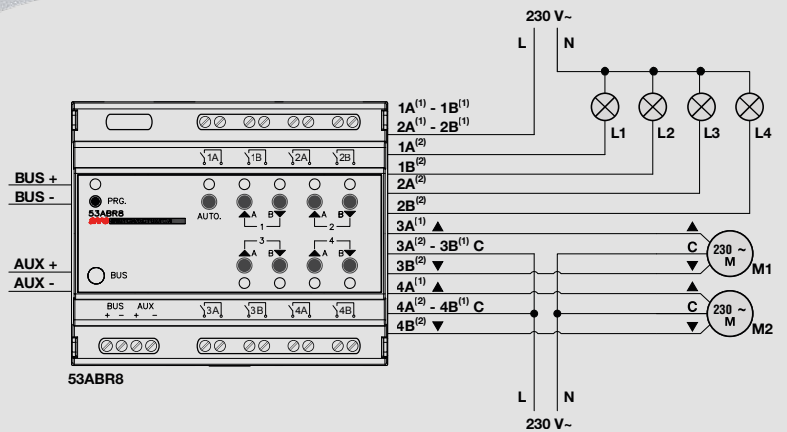 230 V~
L N
1A(1) - 1B(1)
2A(1) - 2B(1)
L1 L2 L3 L4
1A(2)
1B(2)
2A(2)
2B(2)
1A 1B 2A 2B
BUS +
BUS -
PRG.
53ABR8
AUTO.
A B A B
1 2
3 4
A B A B
3A(1) ▲ ▲
3A(2) - 3B(1) C C
3B(2) ▼ ▼
230 ~
M
M1
4A(1) ▲ ▲
4A(2) - 4B(1) C C
4B(2) ▼ ▼
230 ~
M
M2
AUX +
AUX -
BUS
BUS AUX
+ - + -
3A 3B 4A 4B
53ABR8
L N
230 V~